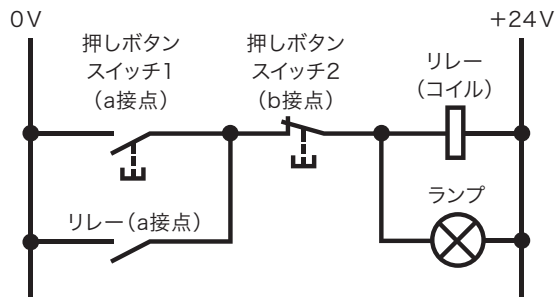 0V
+24V
押しボタン
スイッチ1
(a接点)
押しボタン
スイッチ2
(b接点)
リレー
(コイル)
リレー(a接点)
ランプ